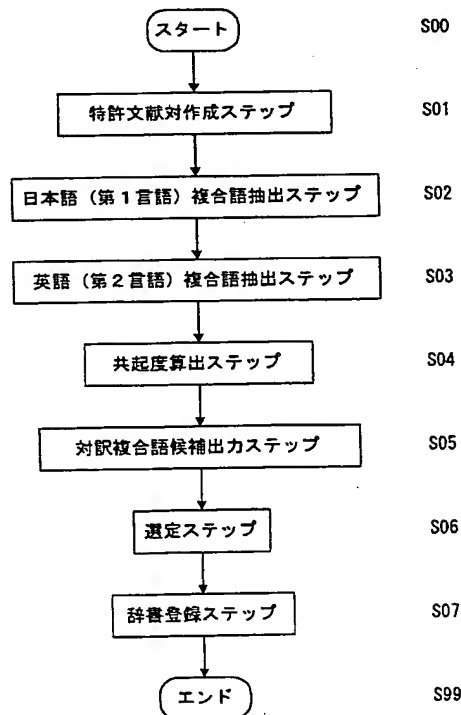 スタート S00
特許文献対作成ステップ S01
日本語（第1言語）複合語抽出ステップ S02
英語（第2言語）複合語抽出ステップ S03
共起度算出ステップ S04
対訳複合語候補出力ステップ S05
選定ステップ S06
辞書登録ステップ S07
エンド S99